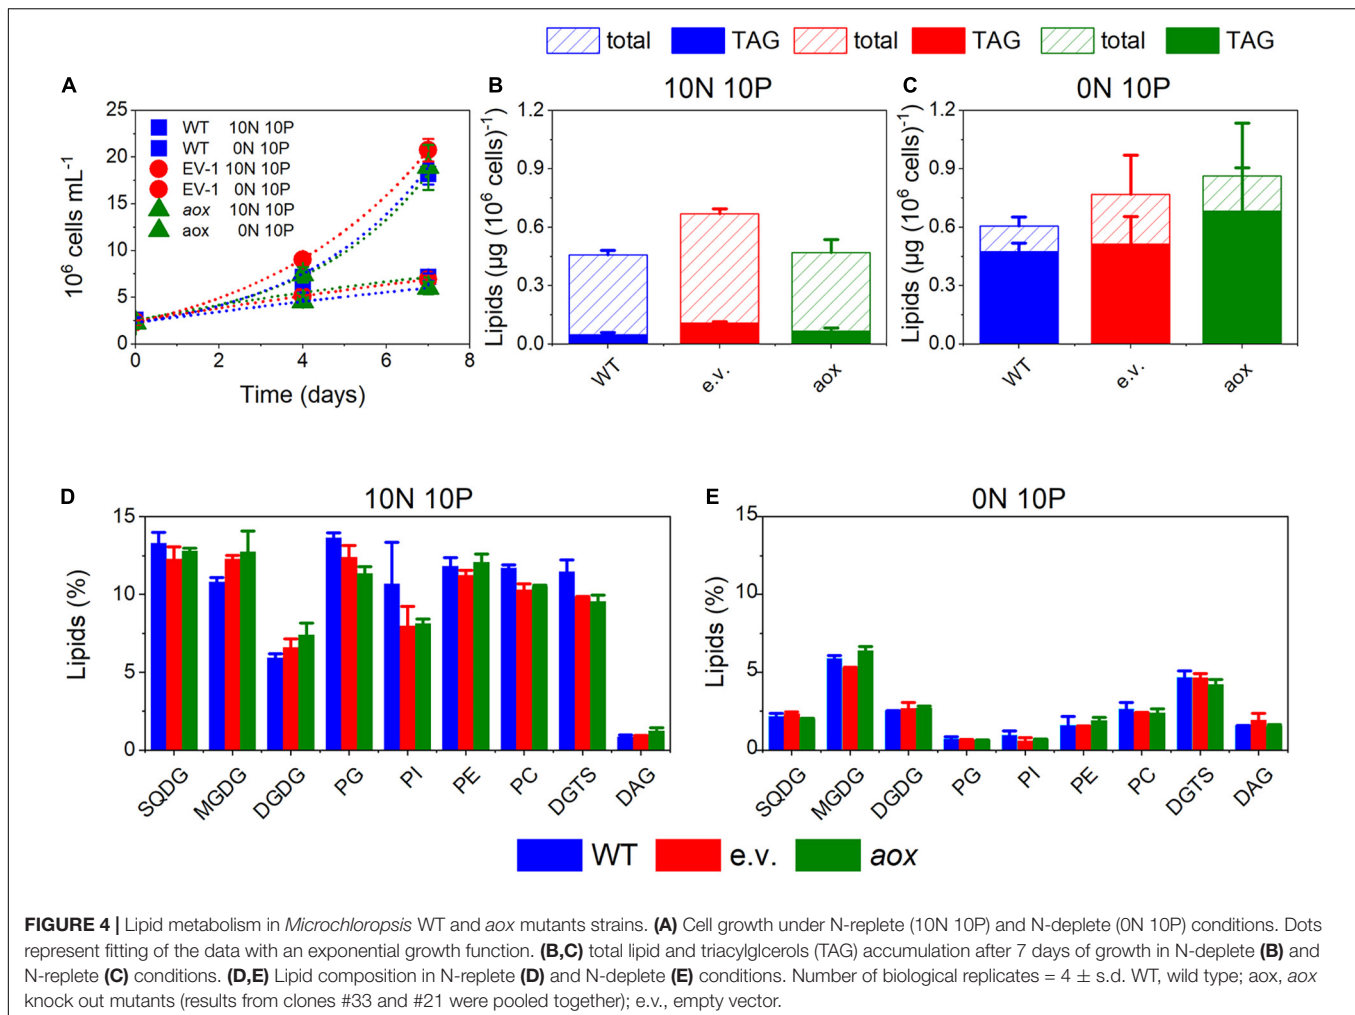 total TAG total TAG total TAG
A
25
20
15
10
5
0
10⁶ cells mL⁻¹
WT 10N 10P
WT 0N 10P
EV-1 10N 10P
EV-1 0N 10P
aox 10N 10P
aox 0N 10P
0 2 4 6 8
Time (days)
B
10N 10P
1.2
0.9
0.6
0.3
0.0
Lipids (µg (10⁶ cells)⁻¹)
WT e.v. aox
C
0N 10P
1.2
0.9
0.6
0.3
0.0
Lipids (µg (10⁶ cells)⁻¹)
WT e.v. aox
D
10N 10P
15
10
5
0
Lipids (%)
SQDG MGDG DGDG PG PI PE PC DGTS DAG
E
0N 10P
15
10
5
0
Lipids (%)
SQDG MGDG DGDG PG PI PE PC DGTS DAG
WT e.v. aox
FIGURE 4 | Lipid metabolism in Microchloropsis WT and aox mutants strains. (A) Cell growth under N-replete (10N 10P) and N-deplete (0N 10P) conditions. Dots
represent fitting of the data with an exponential growth function. (B,C) total lipid and triacylglcerols (TAG) accumulation after 7 days of growth in N-deplete (B) and
N-replete (C) conditions. (D,E) Lipid composition in N-replete (D) and N-deplete (E) conditions. Number of biological replicates = 4 ± s.d. WT, wild type; aox, aox
knock out mutants (results from clones #33 and #21 were pooled together); e.v., empty vector.